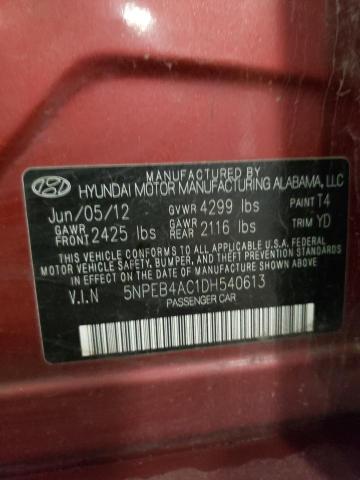 MANUFACTURED BY
HYUNDAI MOTOR MANUFACTURING ALABAMA, LLC
Jun/05/12 GVWR 4299 lbs PAINT T4
GAWR FRONT 2425 lbs GAWR REAR 2116 lbs TRIM YD
THIS VEHICLE CONFORMS TO ALL APPLICABLE FEDERAL
MOTOR VEHICLE SAFETY, BUMPER, AND THEFT PREVENTION
STANDARDS IN EFFECT ON THE DATE OF MANUFACTURE
SHOWN ABOVE.
V.I.N 5NPEB4AC1DH540613
PASSENGER CAR